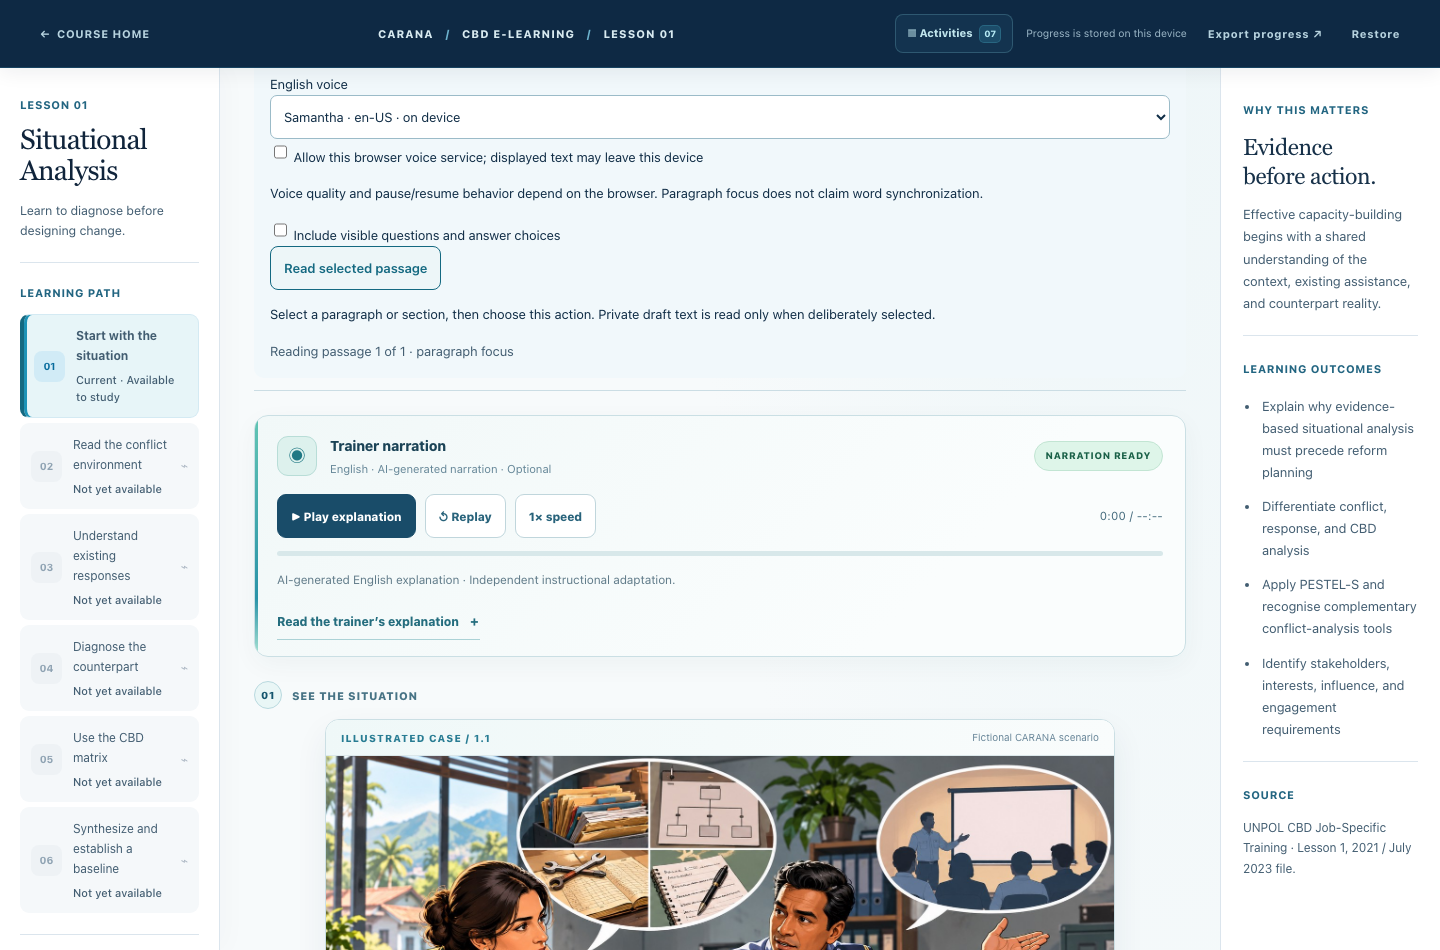 ← COURSE HOME
CARANA / CBD E-LEARNING / LESSON 01
Activities 07
Progress is stored on this device
Export progress ↗
Restore
LESSON 01
Situational
Analysis
Learn to diagnose before
designing change.
LEARNING PATH
01
Start with the
situation
Current · Available
to study
02
Read the conflict
environment
Not yet available
03
Understand
existing
responses
Not yet available
04
Diagnose the
counterpart
Not yet available
05
Use the CBD
matrix
Not yet available
06
Synthesize and
establish a
baseline
Not yet available
English voice
Samantha · en-US · on device
Allow this browser voice service; displayed text may leave this device
Voice quality and pause/resume behavior depend on the browser. Paragraph focus does not claim word synchronization.
Include visible questions and answer choices
Read selected passage
Select a paragraph or section, then choose this action. Private draft text is read only when deliberately selected.
Reading passage 1 of 1 · paragraph focus
Trainer narration
English · AI-generated narration · Optional
NARRATION READY
▶ Play explanation
↺ Replay
1× speed
0:00 / --:--
AI-generated English explanation · Independent instructional adaptation.
Read the trainer’s explanation +
01 SEE THE SITUATION
ILLUSTRATED CASE / 1.1
Fictional CARANA scenario
WHY THIS MATTERS
Evidence
before action.
Effective capacity-building
begins with a shared
understanding of the
context, existing assistance,
and counterpart reality.
LEARNING OUTCOMES
• Explain why evidence-
based situational analysis
must precede reform
planning
• Differentiate conflict,
response, and CBD
analysis
• Apply PESTEL-S and
recognise complementary
conflict-analysis tools
• Identify stakeholders,
interests, influence, and
engagement
requirements
SOURCE
UNPOL CBD Job-Specific
Training · Lesson 1, 2021 / July
2023 file.